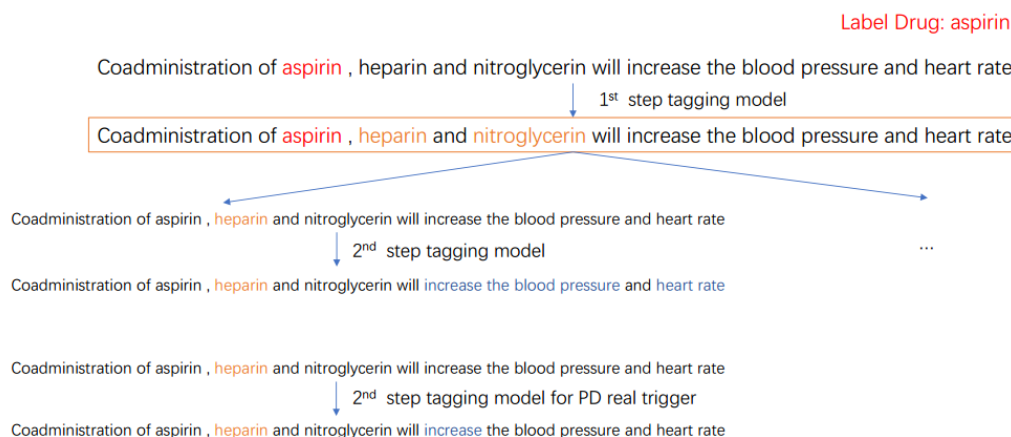 Label Drug: aspirin
Coadministration of aspirin , heparin and nitroglycerin will increase the blood pressure and heart rate
1st step tagging model
Coadministration of aspirin , heparin and nitroglycerin will increase the blood pressure and heart rate
Coadministration of aspirin , heparin and nitroglycerin will increase the blood pressure and heart rate
2nd step tagging model
...
Coadministration of aspirin , heparin and nitroglycerin will increase the blood pressure and heart rate
Coadministration of aspirin , heparin and nitroglycerin will increase the blood pressure and heart rate
2nd step tagging model for PD real trigger
Coadministration of aspirin , heparin and nitroglycerin will increase the blood pressure and heart rate